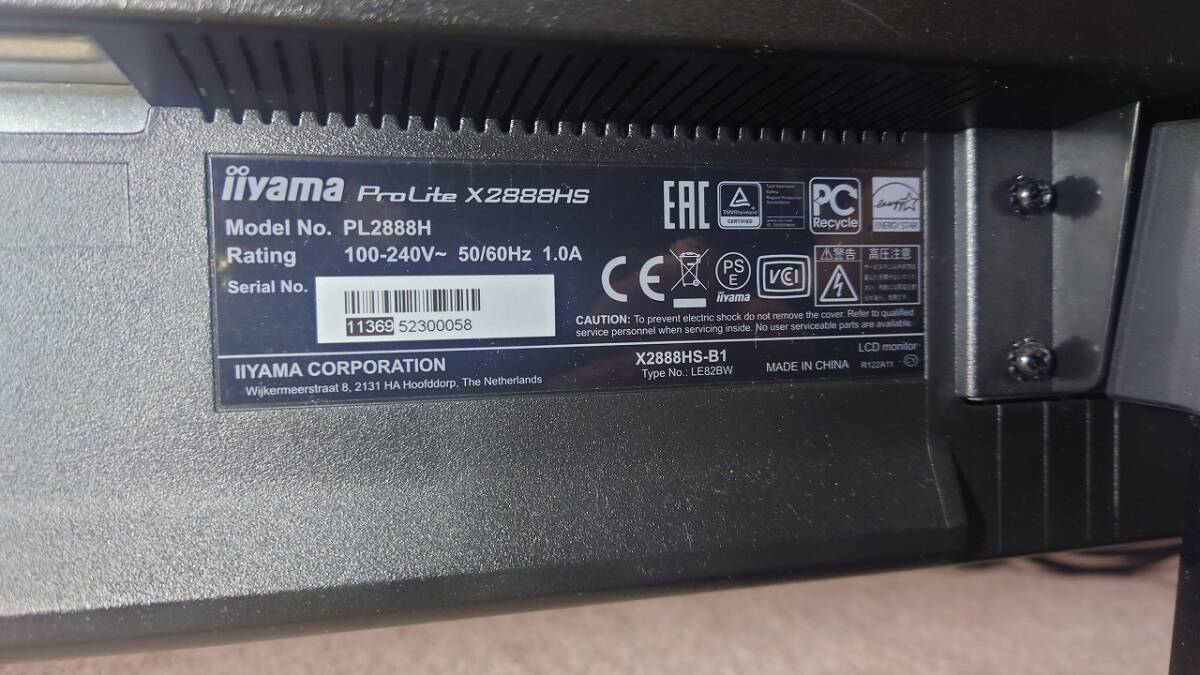 iiyama ProLite X2888HS
Model No. PL2888H
Rating 100-240V~ 50/60Hz 1.0A
Serial No.
11369 52300058
EAC
TÜVRheinland
CERTIFIED
PC
Recycle
energy
ENERGY STAR
CE
PS
E
iiyama
VCI
警告
高圧注意
CAUTION: To prevent electric shock do not remove the cover. Refer to qualified
service personnel when servicing inside. No user serviceable parts are available.
IIYAMA CORPORATION
Wijkermeerstraat 8, 2131 HA Hoofddorp, The Netherlands
X2888HS-B1
Type No.: LE82BW
MADE IN CHINA
LCD monitor
R122A11